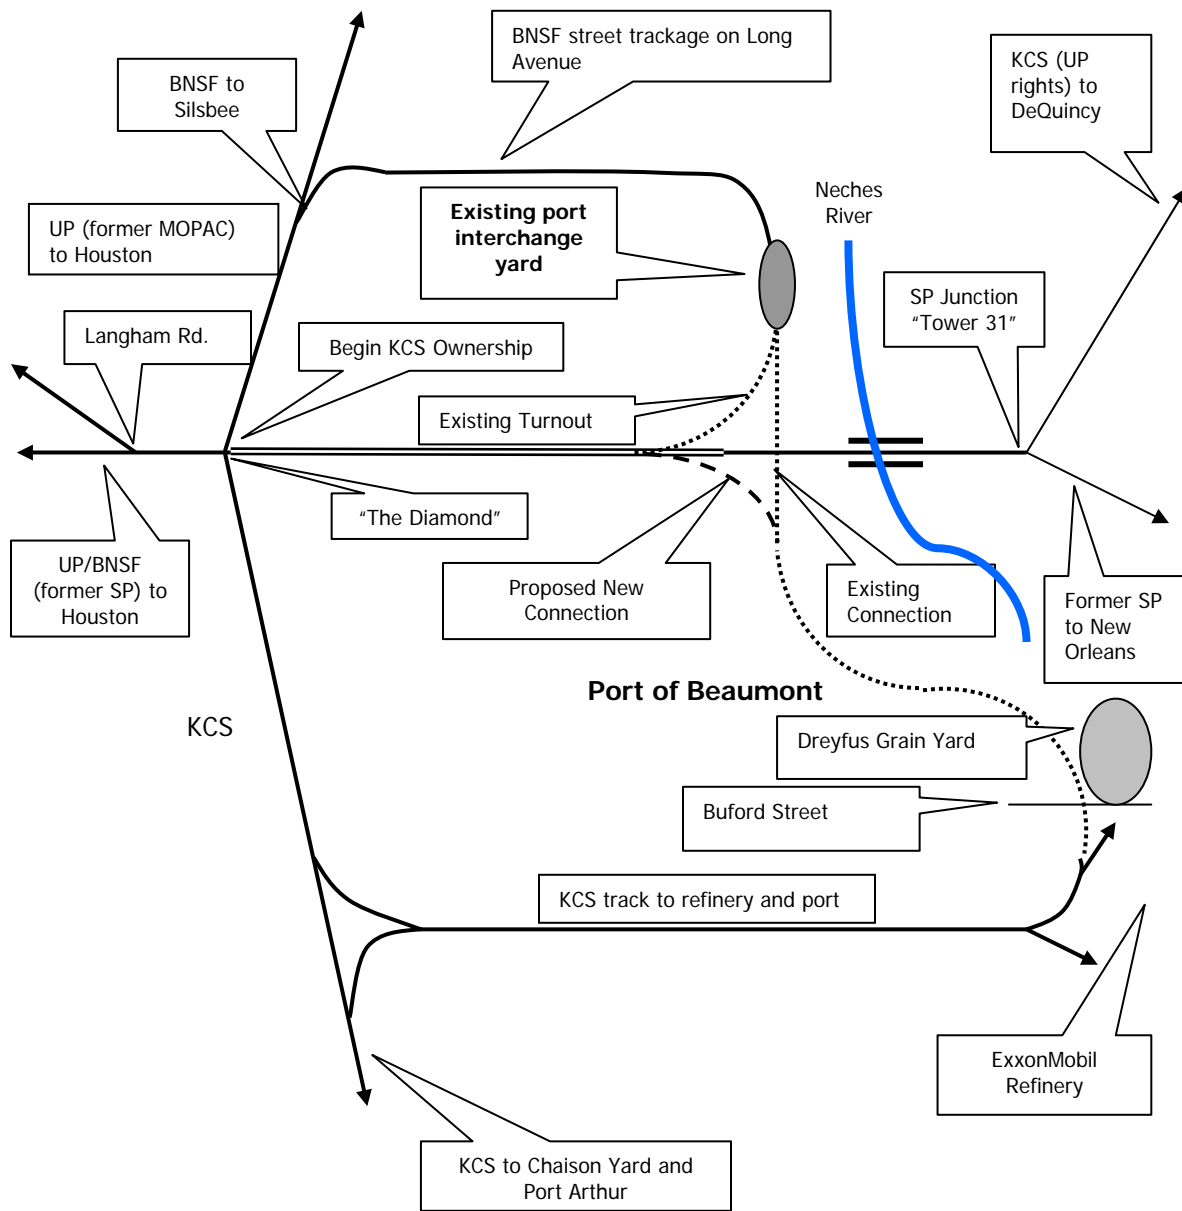 BNSF street trackage on Long
Avenue
BNSF to
Silsbee
KCS (UP
rights) to
DeQuincy
Neches
River
Existing port
interchange
yard
UP (former MOPAC)
to Houston
SP Junction
“Tower 31”
Langham Rd.
Begin KCS Ownership
Existing Turnout
“The Diamond”
UP/BNSF
(former SP) to
Houston
Proposed New
Connection
Existing
Connection
Former SP
to New
Orleans
Port of Beaumont
KCS
Dreyfus Grain Yard
Buford Street
KCS track to refinery and port
ExxonMobil
Refinery
KCS to Chaison Yard and
Port Arthur